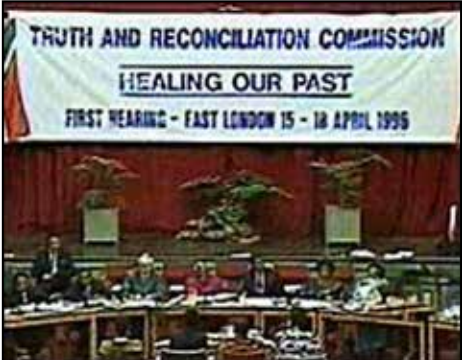 TRUTH AND RECONCILIATION COMMISSION
HEALING OUR PAST
FIRST HEARING - EAST LONDON 15 - 18 APRIL 1996